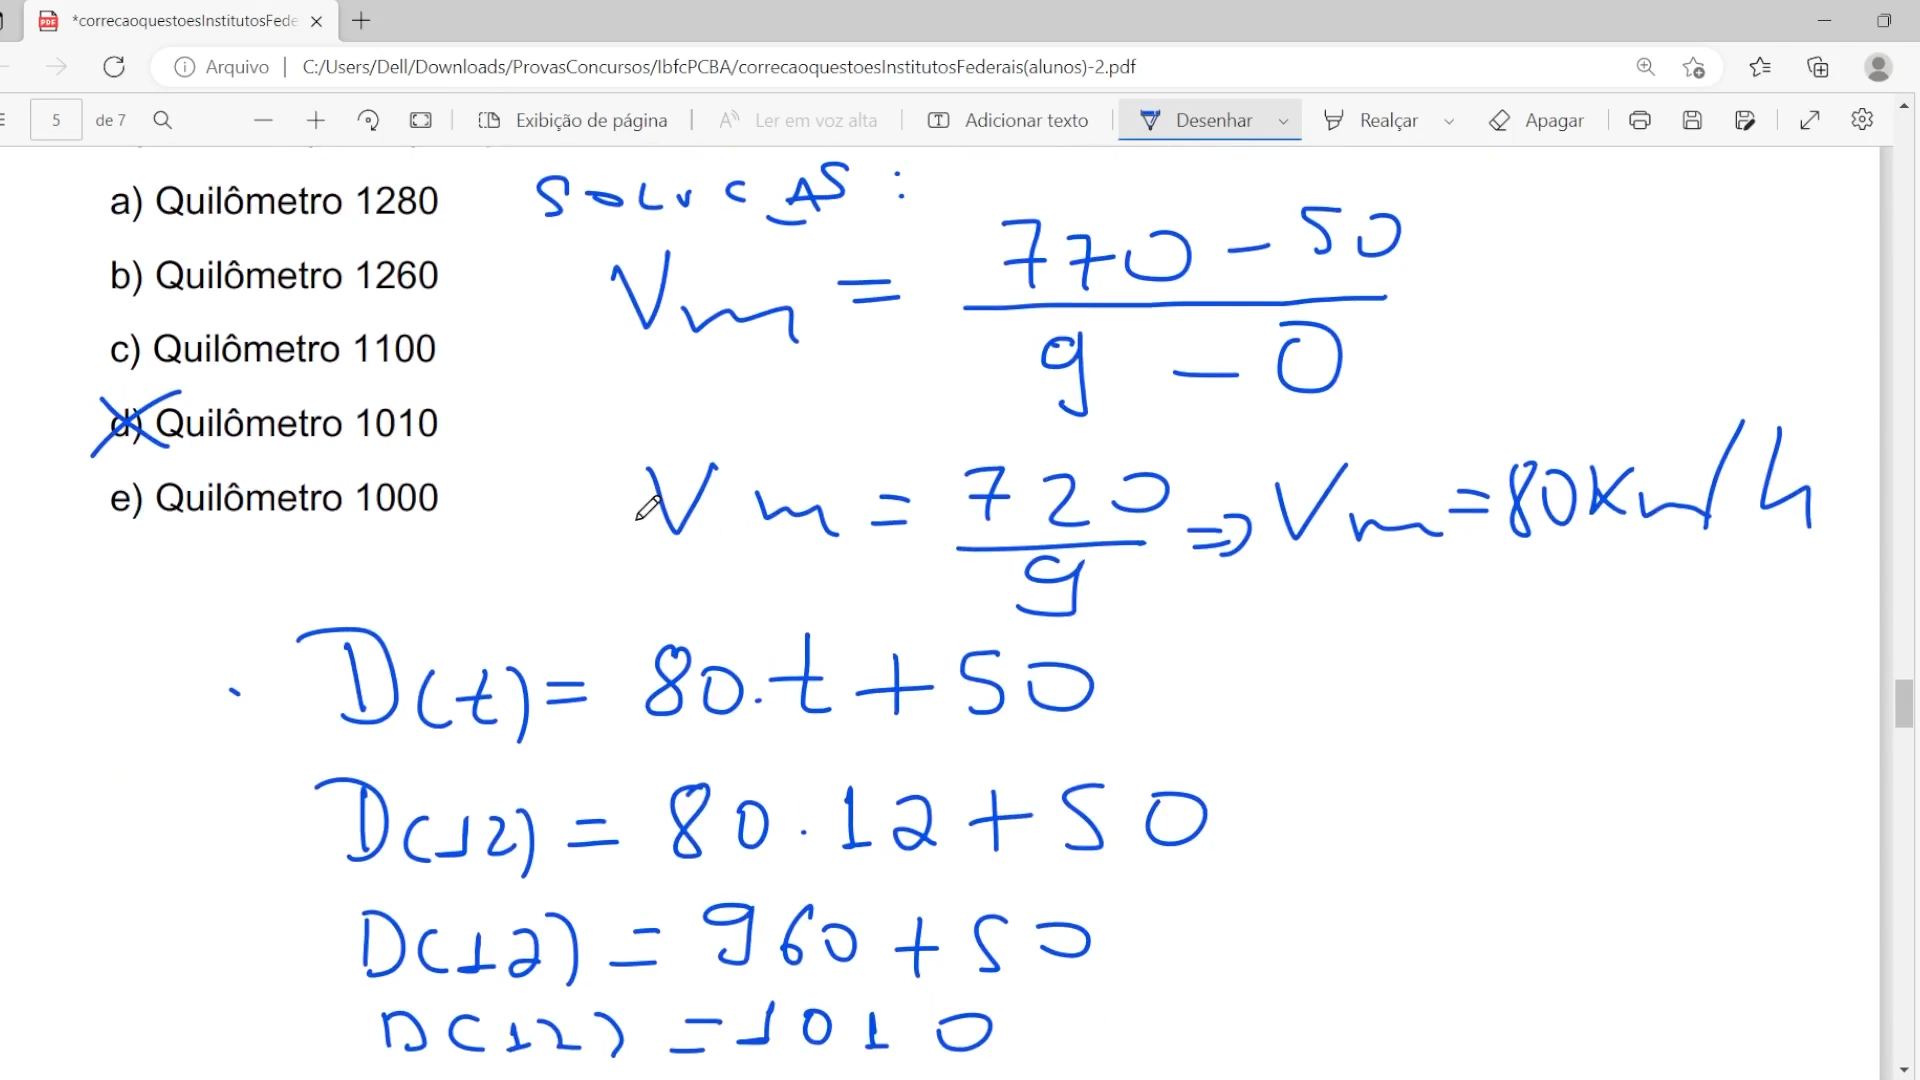 *correcaoquestoesInstitutosFede
Arquivo | C:/Users/Dell/Downloads/ProvasConcursos/IbfcPCBA/correcaoquestoesInstitutosFederais(alunos)-2.pdf
5 de 7 Exibição de página Ler em voz alta Adicionar texto Desenhar Realçar Apagar
a) Quilômetro 1280
b) Quilômetro 1260
c) Quilômetro 1100
d) Quilômetro 1010
e) Quilômetro 1000
Vm = 770 - 50
9 - 0
Vm = 720 ⇒ Vm = 80Km/h
9
D(t) = 80.t + 50
D(12) = 80.12 + 50
D(12) = 960 + 50
D(12) = 1010